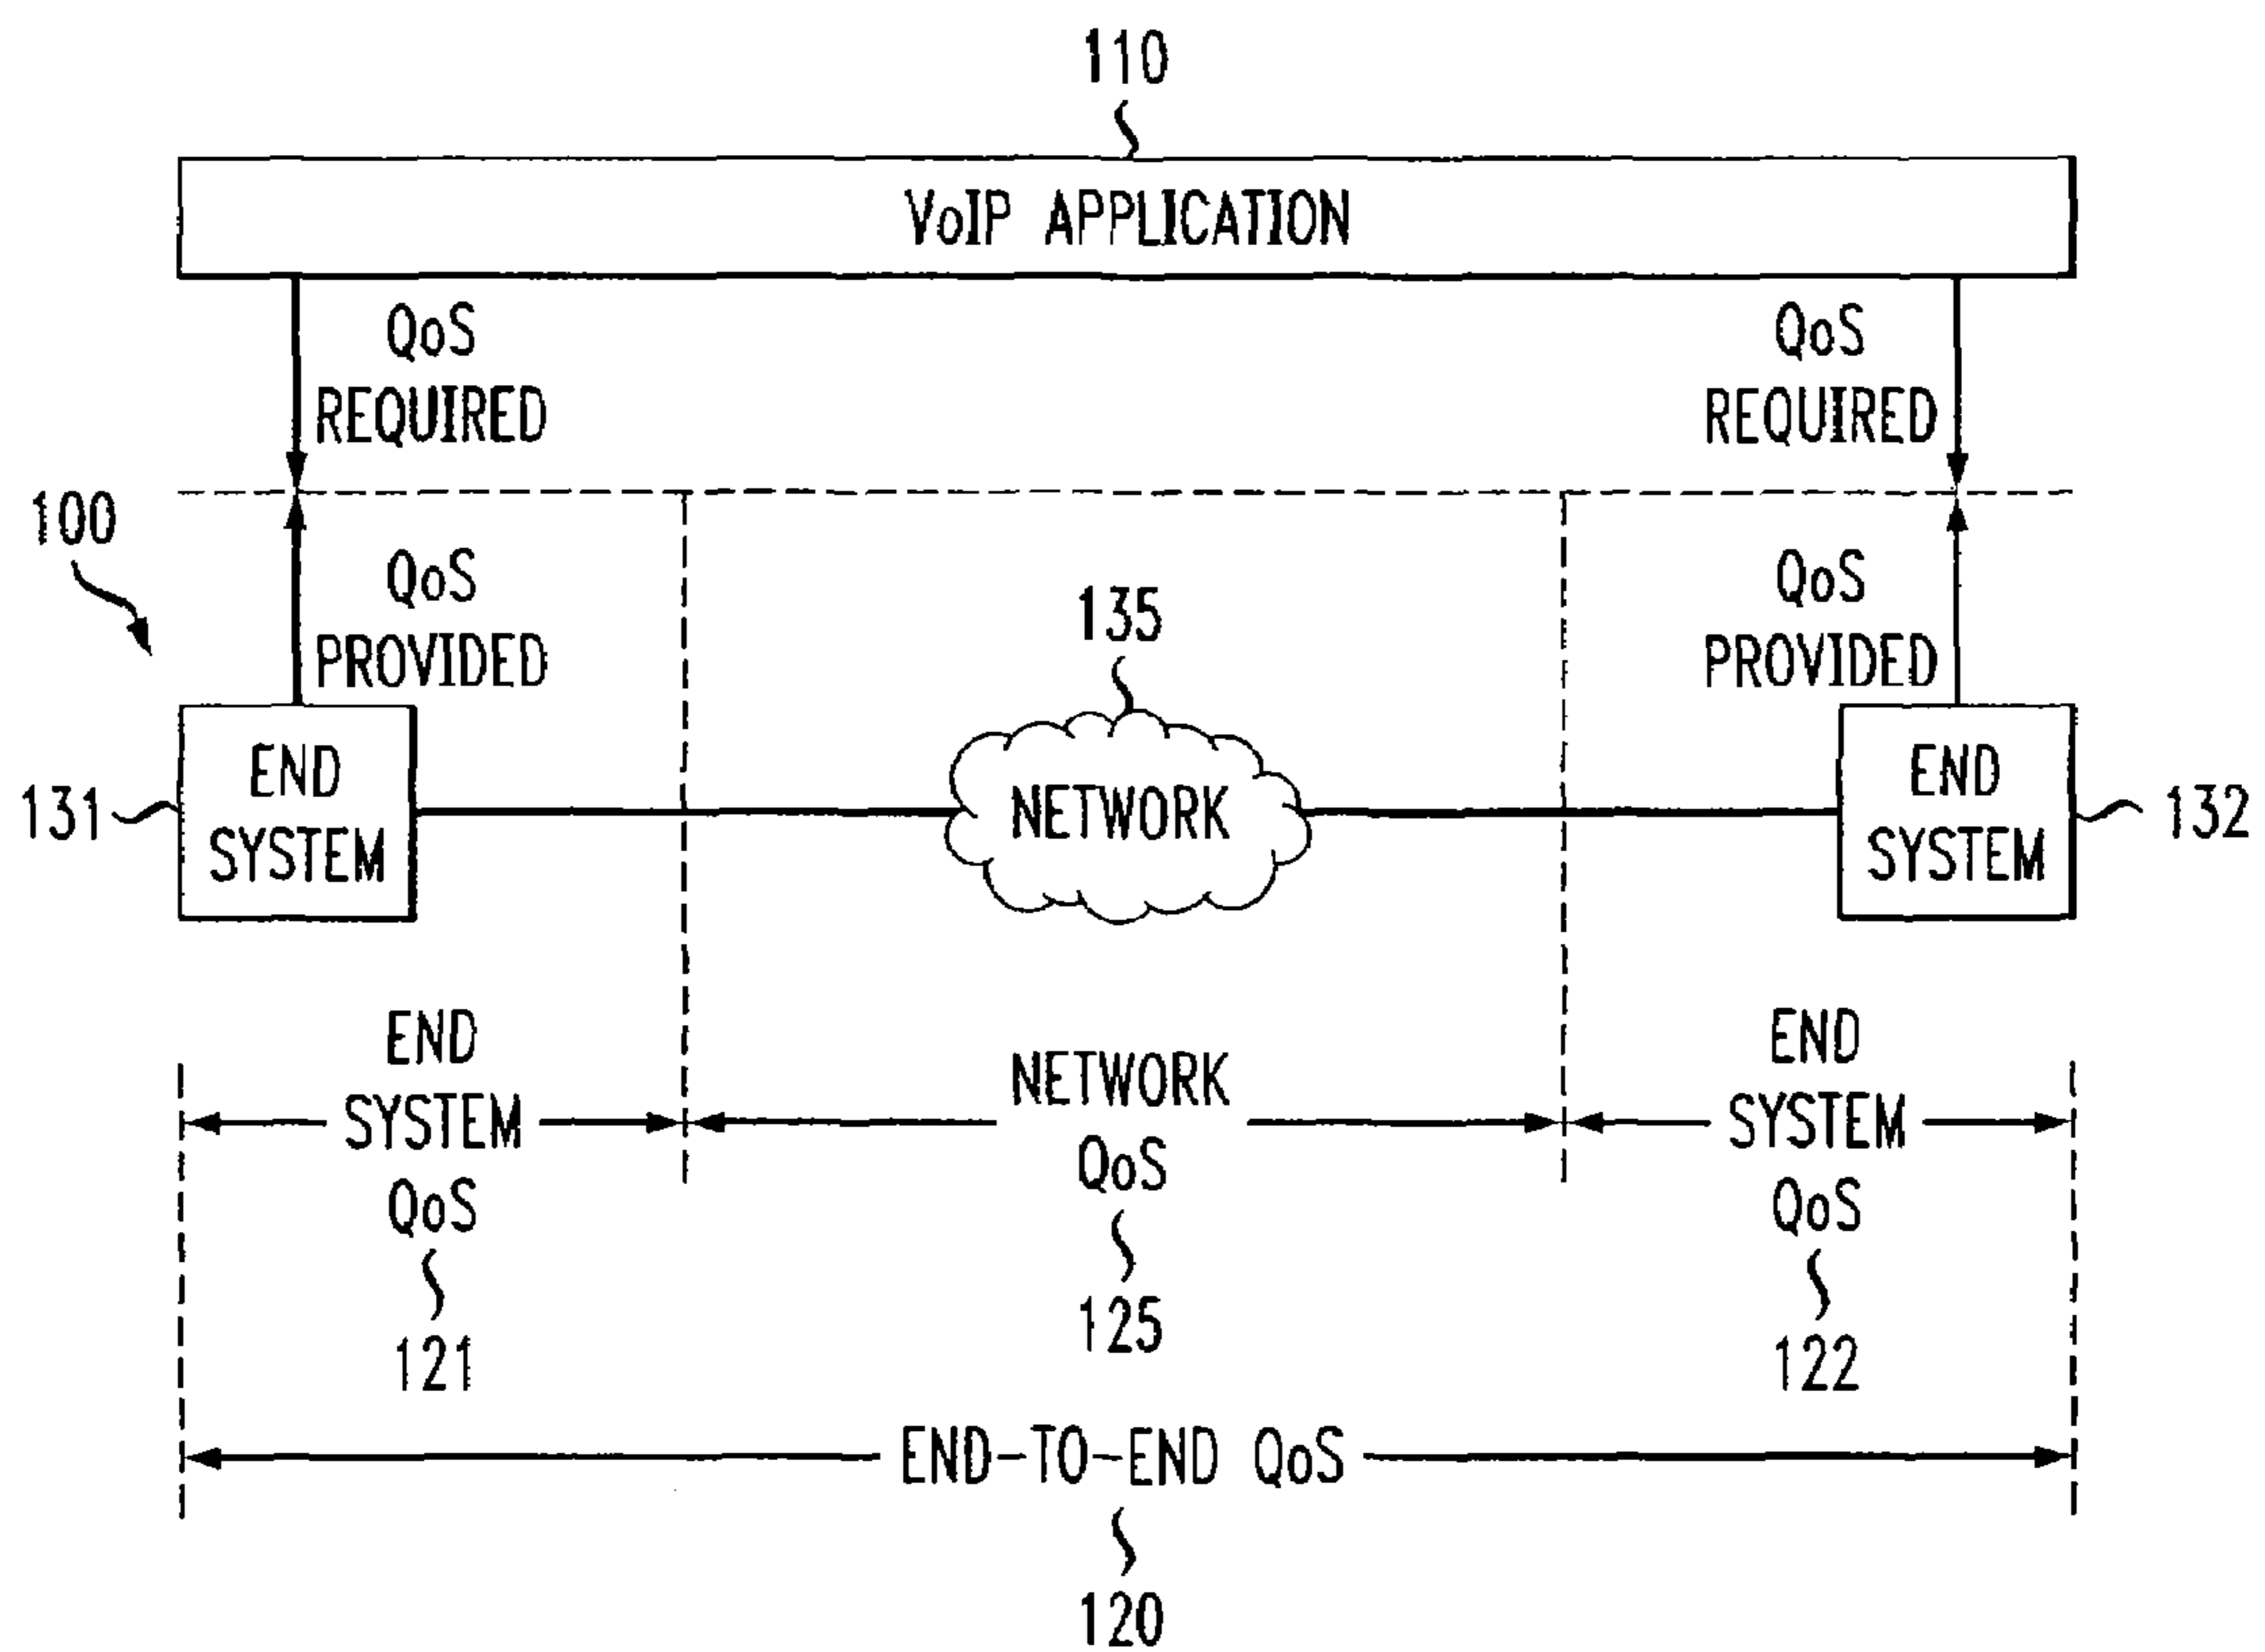 110
VoIP APPLICATION
QoS
REQUIRED
QoS
REQUIRED
100
QoS
PROVIDED
135
QoS
PROVIDED
131
END
SYSTEM
NETWORK
END
SYSTEM
132
END
SYSTEM
QoS
121
NETWORK
QoS
125
END
SYSTEM
QoS
122
END-TO-END QoS
120